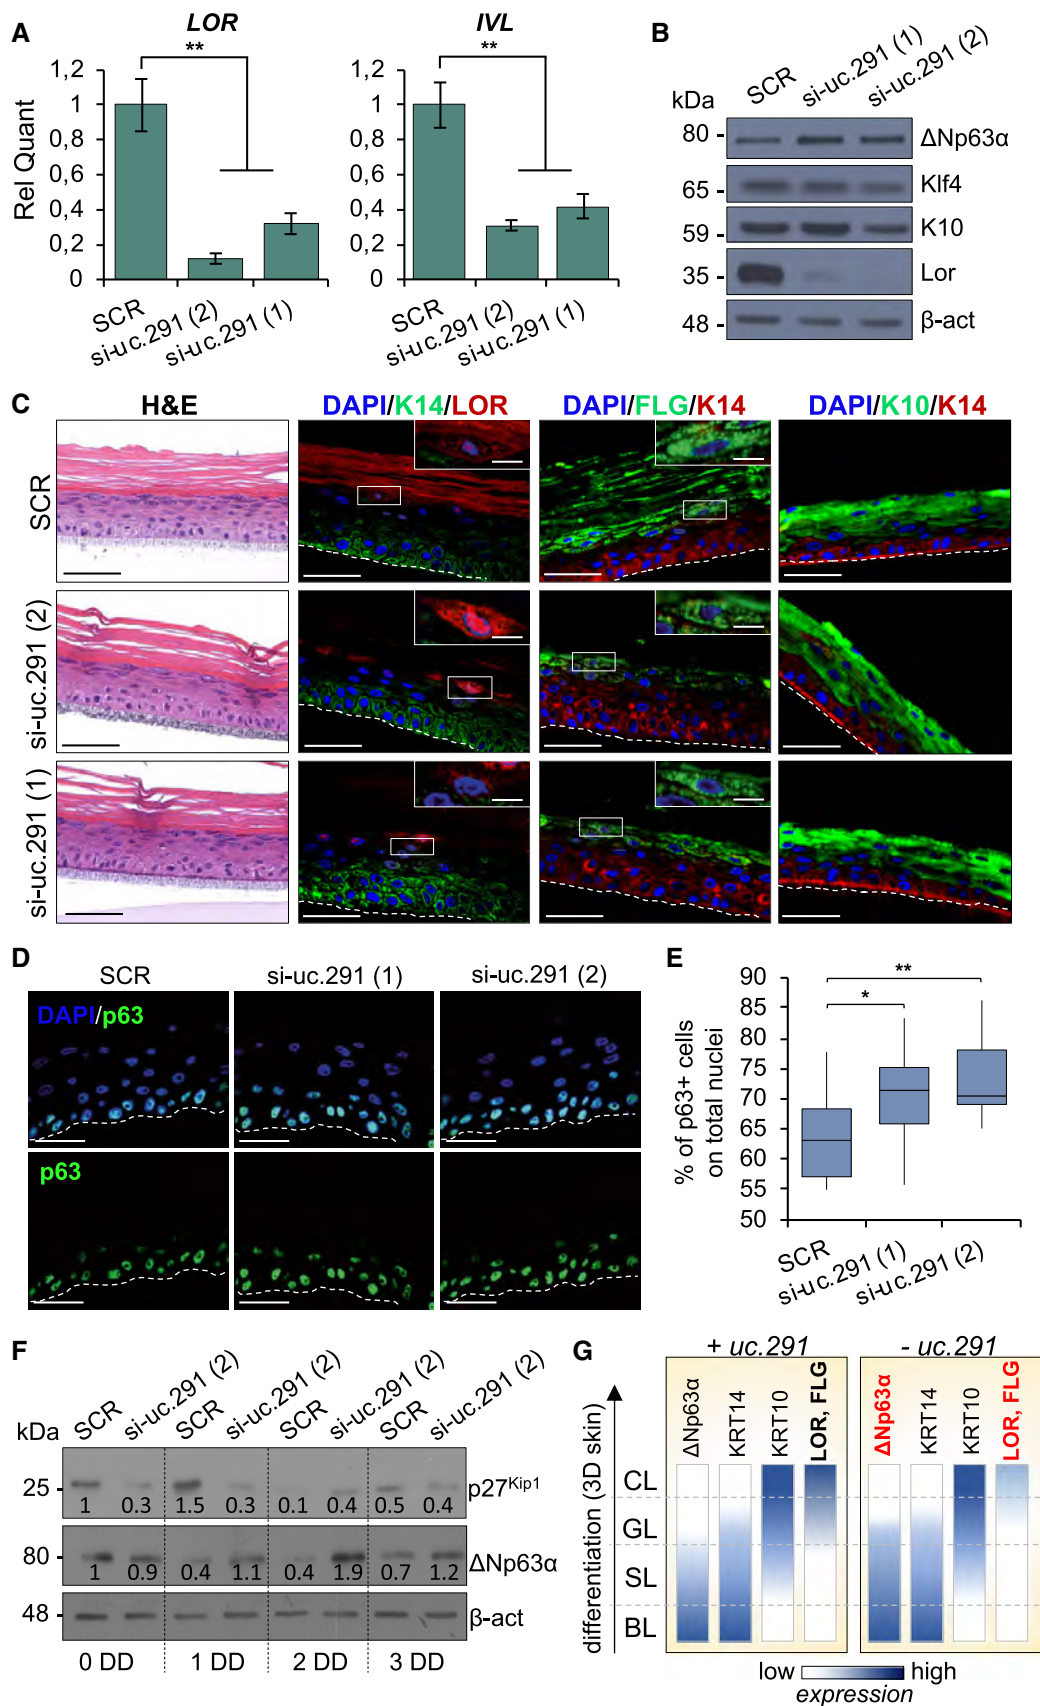 A
LOR
IVL
**
**
Rel Quant
1,2
1
0,8
0,6
0,4
0,2
0
1,2
1
0,8
0,6
0,4
0,2
0
SCR
si-uc.291 (2)
si-uc.291 (1)
SCR
si-uc.291 (2)
si-uc.291 (1)
B
kDa
SCR
si-uc.291 (1)
si-uc.291 (2)
80 - ΔNp63α
65 - Klf4
59 - K10
35 - Lor
48 - β-act
C
H&E
DAPI/K14/LOR
DAPI/FLG/K14
DAPI/K10/K14
SCR
si-uc.291 (2)
si-uc.291 (1)
D
SCR
si-uc.291 (1)
si-uc.291 (2)
DAPI/p63
p63
E
% of p63+ cells
on total nuclei
90
85
80
75
70
65
60
55
50
*
**
SCR
si-uc.291 (1)
si-uc.291 (2)
F
kDa
SCR
si-uc.291 (2)
SCR
si-uc.291 (2)
SCR
si-uc.291 (2)
SCR
si-uc.291 (2)
25 - p27Kip1
1 0.3 1.5 0.3 0.1 0.4 0.5 0.4
80 - ΔNp63α
1 0.9 0.4 1.1 0.4 1.9 0.7 1.2
48 - β-act
0 DD 1 DD 2 DD 3 DD
G
+ uc.291
- uc.291
differentiation (3D skin)
ΔNp63α
KRT14
KRT10
LOR, FLG
ΔNp63α
KRT14
KRT10
LOR, FLG
CL
GL
SL
BL
low high
expression